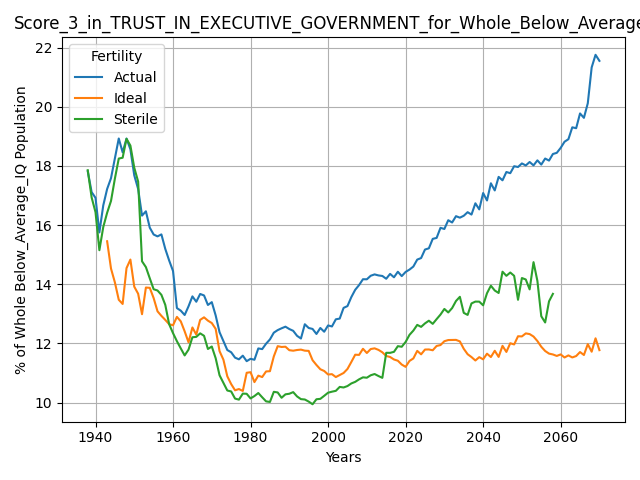 Score_3_in_TRUST_IN_EXECUTIVE_GOVERNMENT_for_Whole_Below_Average
Fertility
Actual
Ideal
Sterile
% of Whole Below_Average_IQ Population
22
20
18
16
14
12
10
1940 1960 1980 2000 2020 2040 2060
Years